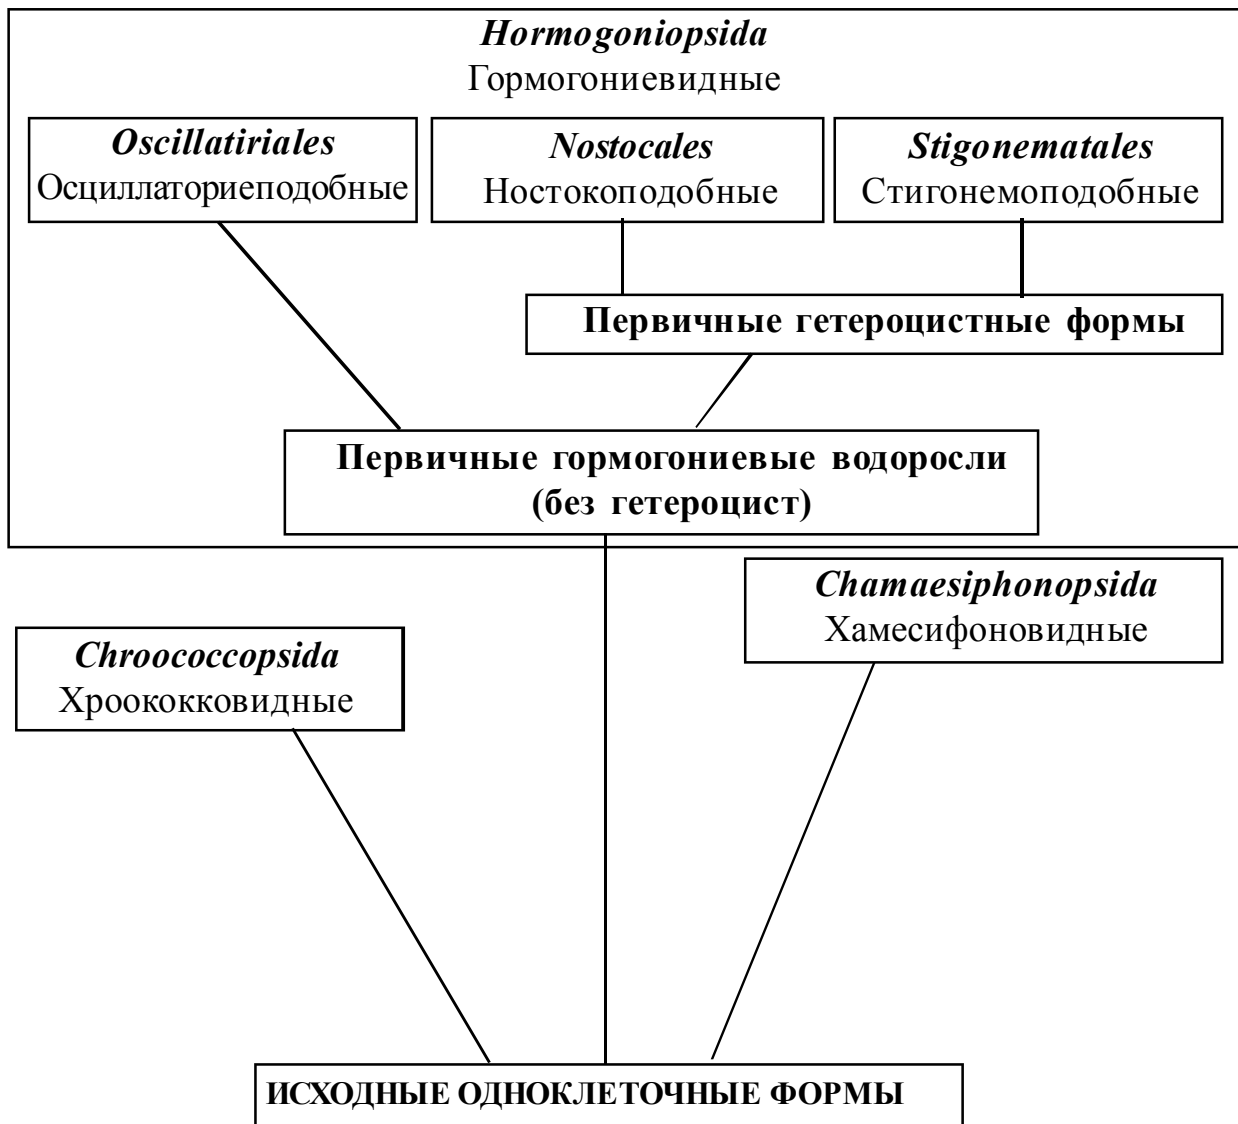 Hormogoniopsida
Гормогониевидные
Oscillatiriales
Осциллаториеподобные
Nostocales
Ностокоподобные
Stigonematales
Стигонемоподобные
Первичные гетероцистные формы
Первичные гормогониевые водоросли
(без гетероцист)
Chamaesiphonopsida
Хамесифоновидные
Chroococcopsida
Хроококковидные
ИСХОДНЫЕ ОДНОКЛЕТОЧНЫЕ ФОРМЫ